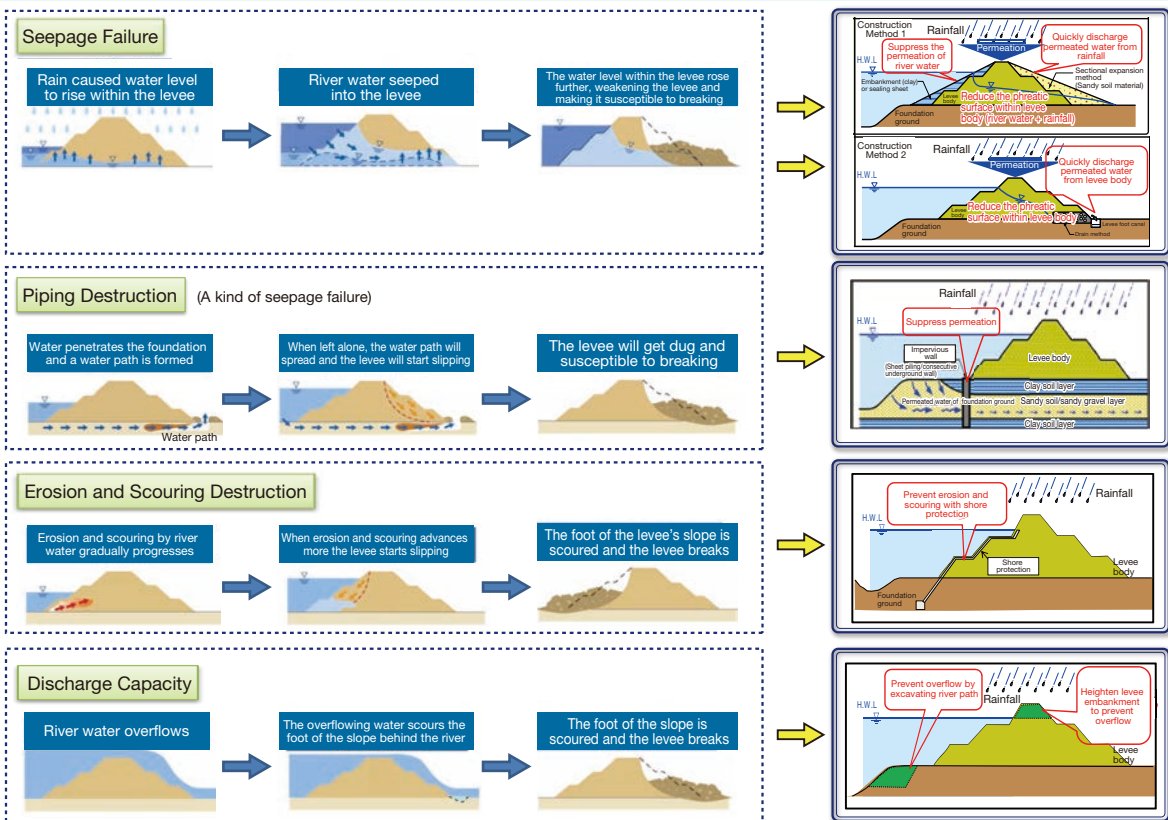 Seepage Failure
Rain caused water level
to rise within the levee
River water seeped
into the levee
The water level within the levee rose
further, weakening the levee and
making it susceptible to breaking
Construction
Method 1
Rainfall
Permeation
Suppress the
permeation of
river water
Quickly discharge
permeated water from
rainfall
H.W.L
Embankment (clay)
or sealing sheet
Sectional expansion
method
(Sandy soil material)
Levee
body
Reduce the phreatic
surface within levee
body (river water + rainfall)
Foundation
ground
Construction
Method 2
Rainfall
Permeation
Quickly discharge
permeated water
from levee body
H.W.L
Levee
body
Reduce the phreatic
surface within levee body
Foundation
ground
Levee foot canal
Drain method
Piping Destruction
(A kind of seepage failure)
Water penetrates the foundation
and a water path is formed
When left alone, the water path will
spread and the levee will start slipping
The levee will get dug and
susceptible to breaking
Water path
Rainfall
H.W.L
Suppress permeation
Impervious
wall
(Sheet piling/consecutive
underground wall)
Levee body
Clay soil layer
Permeated water of foundation ground
Sandy soil/sandy gravel layer
Clay soil layer
Erosion and Scouring Destruction
Erosion and scouring by river
water gradually progresses
When erosion and scouring advances
more the levee starts slipping
The foot of the levee's slope is
scoured and the levee breaks
Prevent erosion and
scouring with shore
protection
Rainfall
H.W.L
Shore
protection
Levee
body
Foundation
ground
Discharge Capacity
River water overflows
The overflowing water scours the
foot of the slope behind the river
The foot of the slope is
scoured and the levee breaks
Prevent overflow by
excavating river path
Rainfall
Heighten levee
embankment
to prevent
overflow
H.W.L
Levee
body